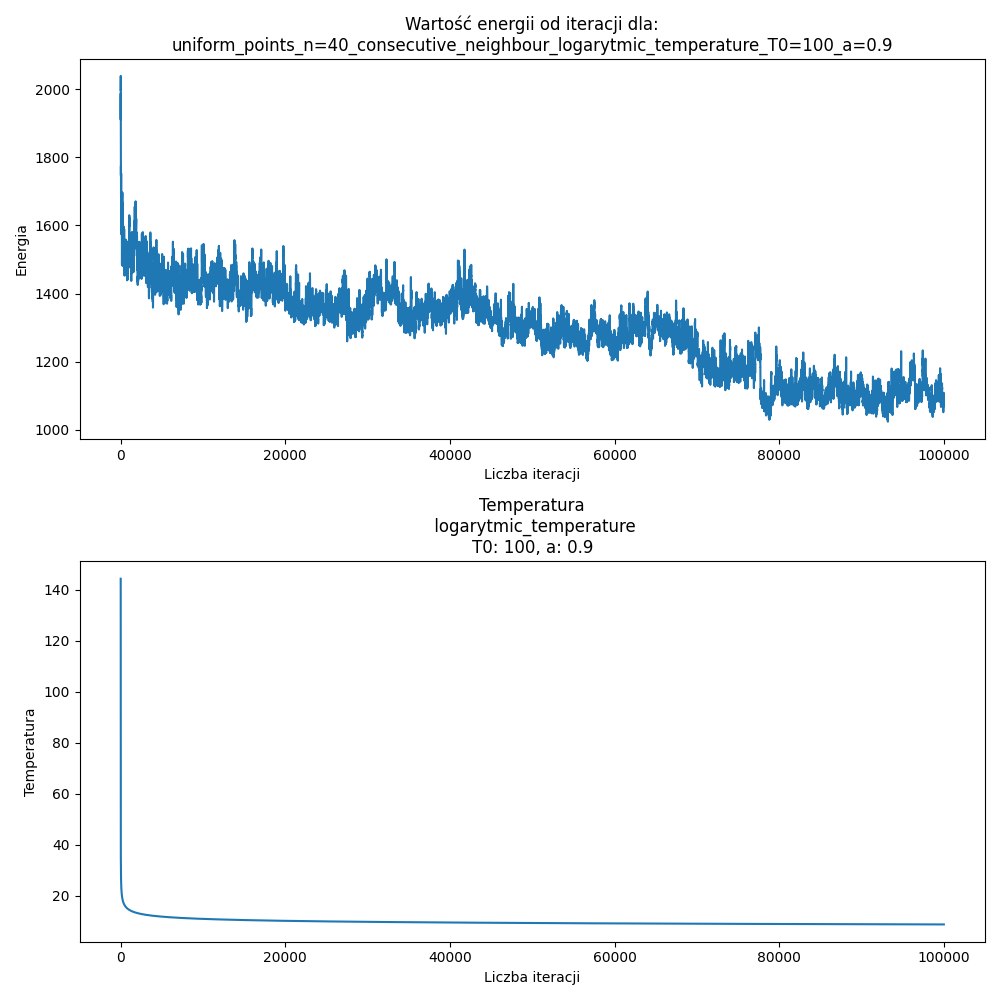 Wartość energii od iteracji dla:
uniform_points_n=40_consecutive_neighbour_logarytmic_temperature_T0=100_a=0.9
2000
1800
1600
1400
1200
1000
Energia
0 20000 40000 60000 80000 100000
Liczba iteracji
Temperatura
logarytmic_temperature
T0: 100, a: 0.9
140
120
100
80
60
40
20
Temperatura
0 20000 40000 60000 80000 100000
Liczba iteracji